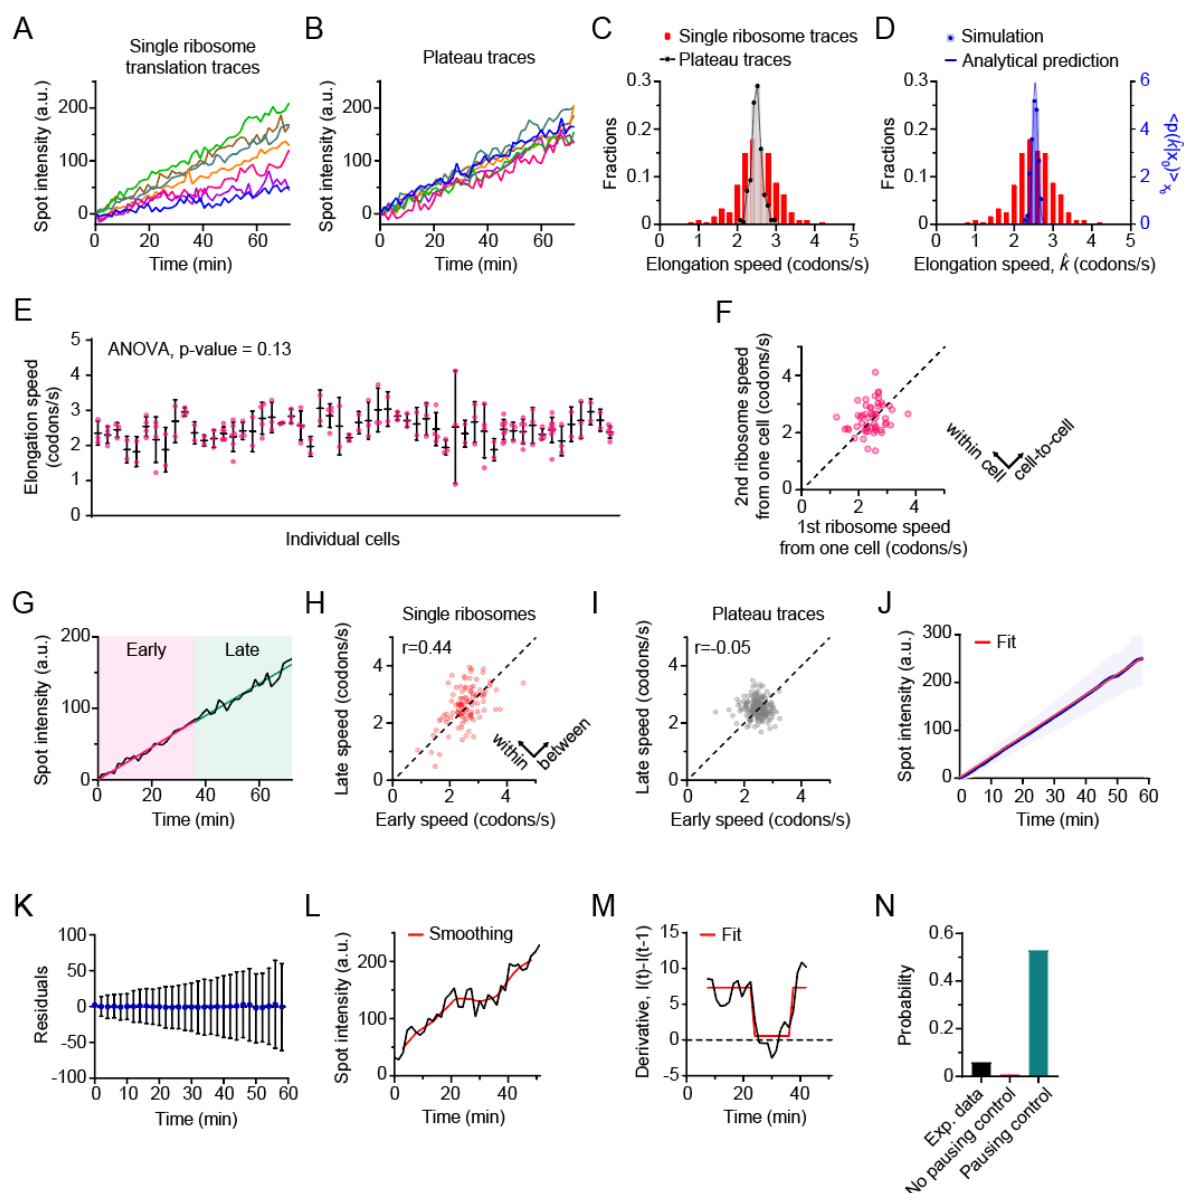 A
Single ribosome
translation traces
Spot intensity (a.u.)
200
100
0
0 20 40 60
Time (min)
B
Plateau traces
Spot intensity (a.u.)
200
100
0
0 20 40 60
Time (min)
C
Single ribosome traces
Plateau traces
Fractions
0.3
0.2
0.1
0
0 1 2 3 4 5
Elongation speed (codons/s)
D
Simulation
Analytical prediction
Fractions
0.3
0.2
0.1
0
0 1 2 3 4 5
6
4
2
0
<p(k̂|x₀)>ₓ₀
Elongation speed, k̂ (codons/s)
E
ANOVA, p-value = 0.13
Elongation speed
(codons/s)
5
4
3
2
1
0
Individual cells
F
2nd ribosome speed
from one cell (codons/s)
4
2
0
0 2 4
1st ribosome speed
from one cell (codons/s)
within cell
cell-to-cell
G
Early Late
Spot intensity (a.u.)
200
100
0
0 20 40 60
Time (min)
H
Single ribosomes
r=0.44
Late speed (codons/s)
4
2
0
0 2 4
Early speed (codons/s)
within
between
I
Plateau traces
r=-0.05
Late speed (codons/s)
4
2
0
0 2 4
Early speed (codons/s)
J
Fit
Spot intensity (a.u.)
300
200
100
0
0 10 20 30 40 50 60
Time (min)
K
Residuals
100
50
0
-50
-100
0 10 20 30 40 50 60
Time (min)
L
Smoothing
Spot intensity (a.u.)
200
100
0
0 20 40
Time (min)
M
Fit
Derivative, I(t)-I(t-1)
15
10
5
0
-5
0 20 40
Time (min)
N
Probability
0.6
0.4
0.2
0
Exp. data
No pausing control
Pausing control